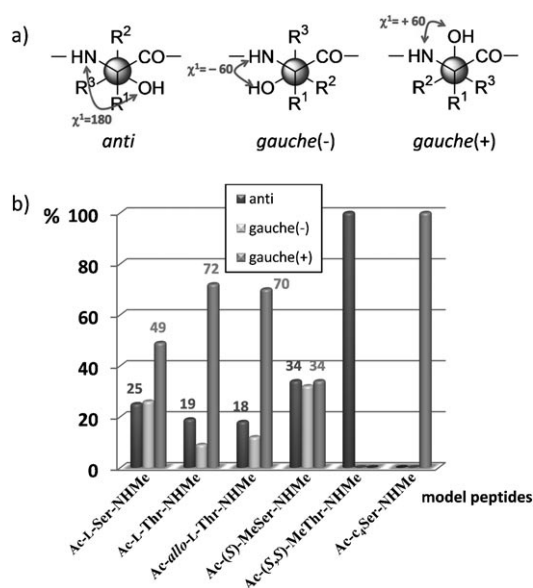 a)
R² HN CO R³ OH R¹ χ¹=180
anti
R³ HN CO χ¹= – 60 HO R² R¹
gauche(-)
χ¹= + 60 OH HN CO R² R³ R¹
gauche(+)
b)
%
anti
gauche(-)
gauche(+)
100
80
60
40
20
0
25
49
19
72
18
70
34
34
Ac-L-Ser-NHMe
Ac-L-Thr-NHMe
Ac-allo-L-Thr-NHMe
Ac-(S)-MeSer-NHMe
Ac-(S,S)-MeThr-NHMe
Ac-c₄Ser-NHMe
model peptides